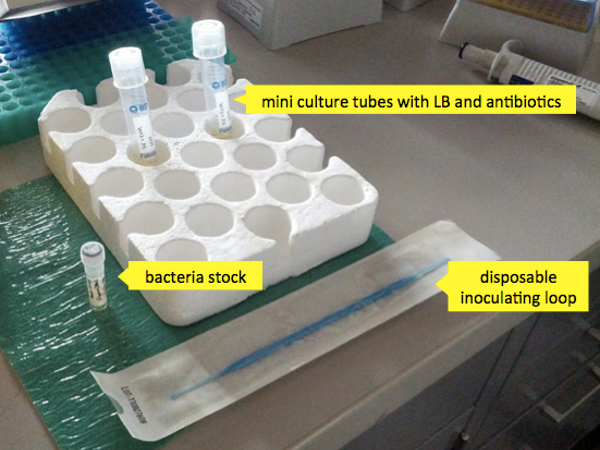 mini culture tubes with LB and antibiotics
bacteria stock
disposable
inoculating loop